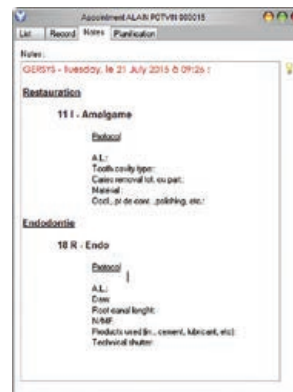 Appointment ALAIN POTVIN 000015
List Record Notes Planification
Notes:
GERSYS - Tuesday, le 21 July 2015 à 09:26 :
Restauration
11 I - Amalgame
Protocol
A.L.:
Tooth cavity type:
Caries removal tot. ou part.:
Material:
Occl., pt de cont., polishing, etc.:
Endodontie
18 R - Endo
Protocol
A.L.:
Dam:
Root canal lenght:
N/MF:
Products used (irr., cement, lubricant, etc):
Technical shutter: